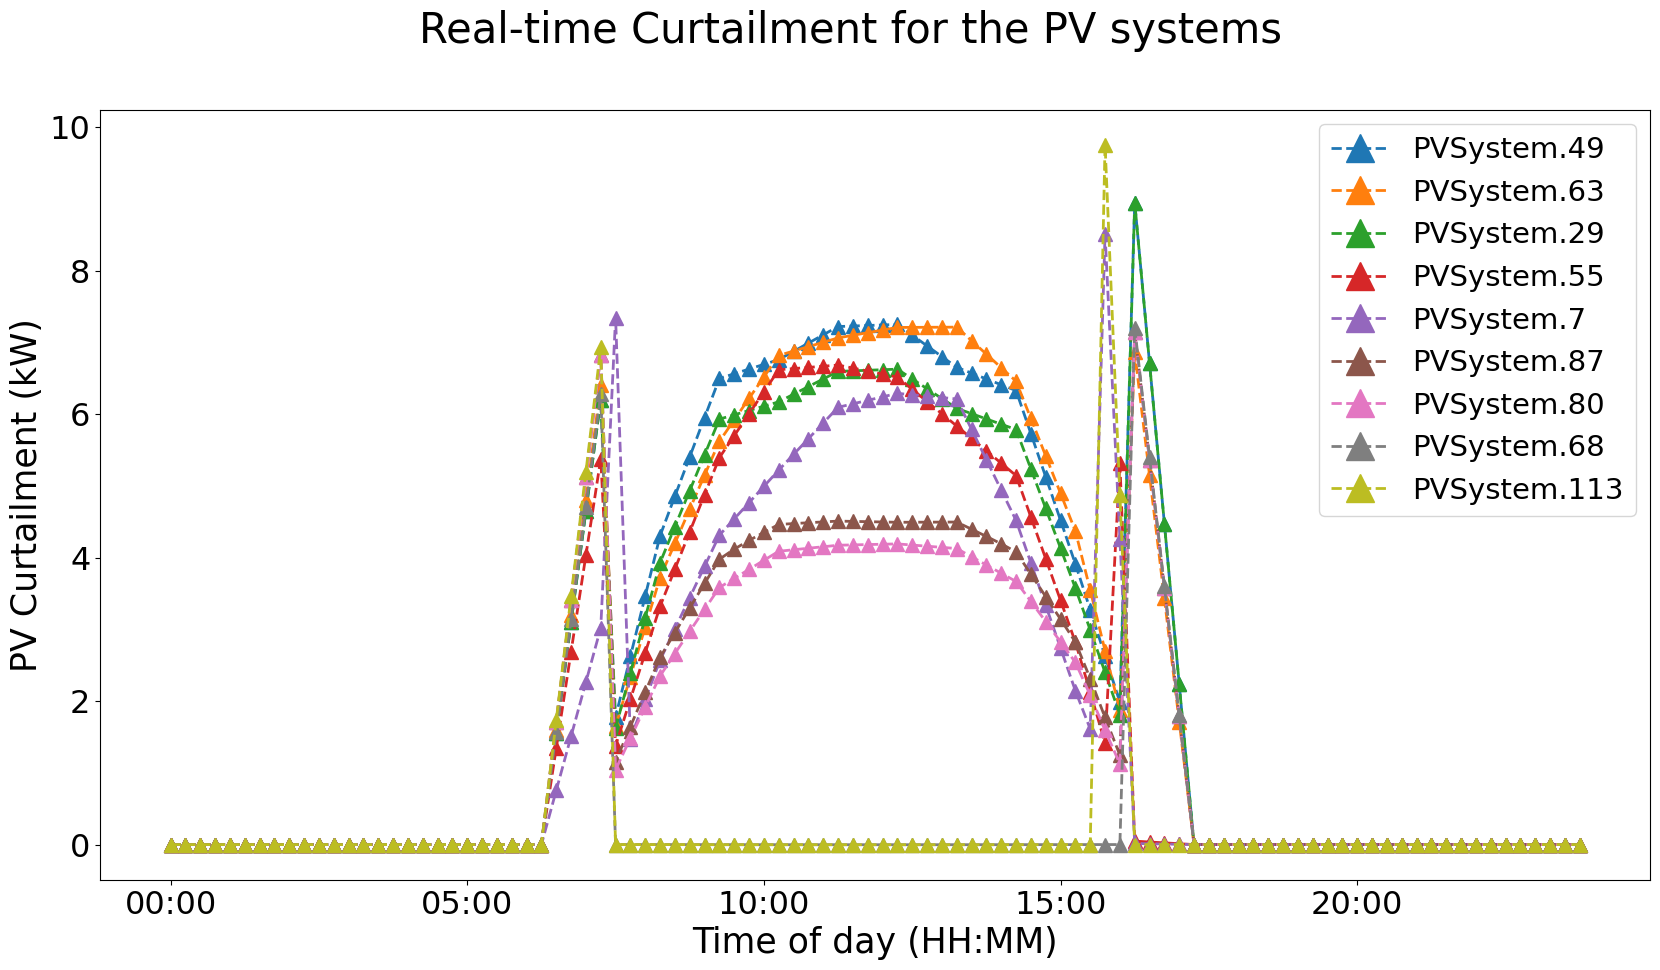 Real-time Curtailment for the PV systems
PV Curtailment (kW)
10
8
6
4
2
0
PVSystem.49
PVSystem.63
PVSystem.29
PVSystem.55
PVSystem.7
PVSystem.87
PVSystem.80
PVSystem.68
PVSystem.113
00:00 05:00 10:00 15:00 20:00
Time of day (HH:MM)